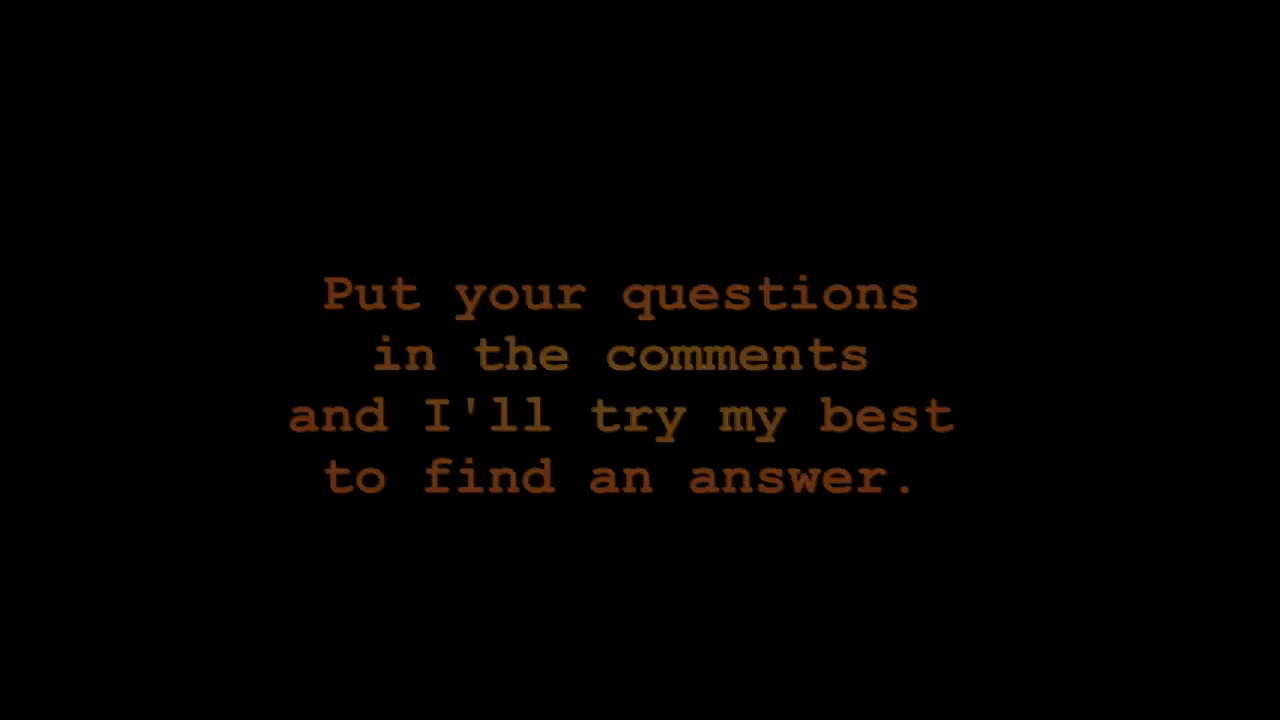 Put your questions
in the comments
and I'll try my best
to find an answer.